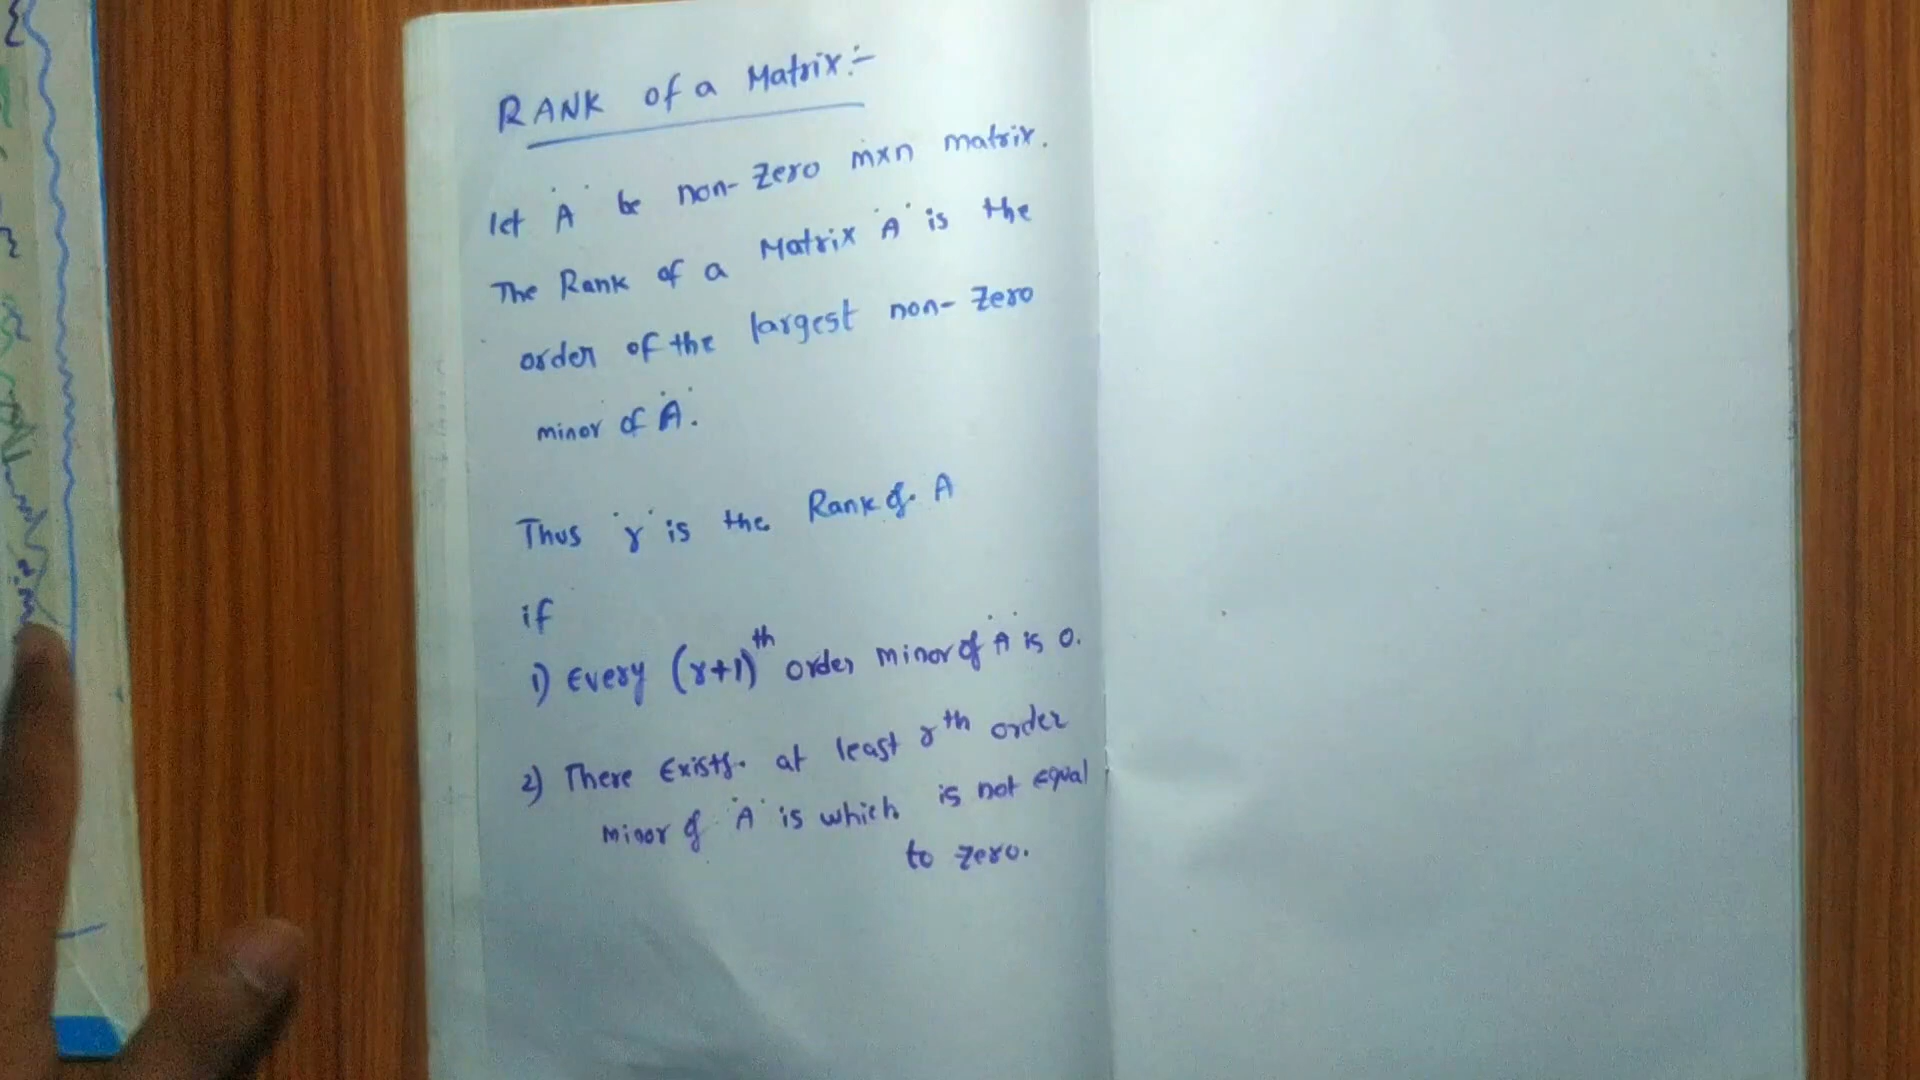 RANK of a Matrix:-
let 'A' be non-zero mxn matrix.
The Rank of a Matrix 'A' is the
order of the largest non-zero
minor of 'A'.
Thus 'r' is the Rank of A
if
1) Every (r+1)th order minor of 'A' is 0.
2) There Exists at least rth order
minor of 'A' is which is not equal
to zero.